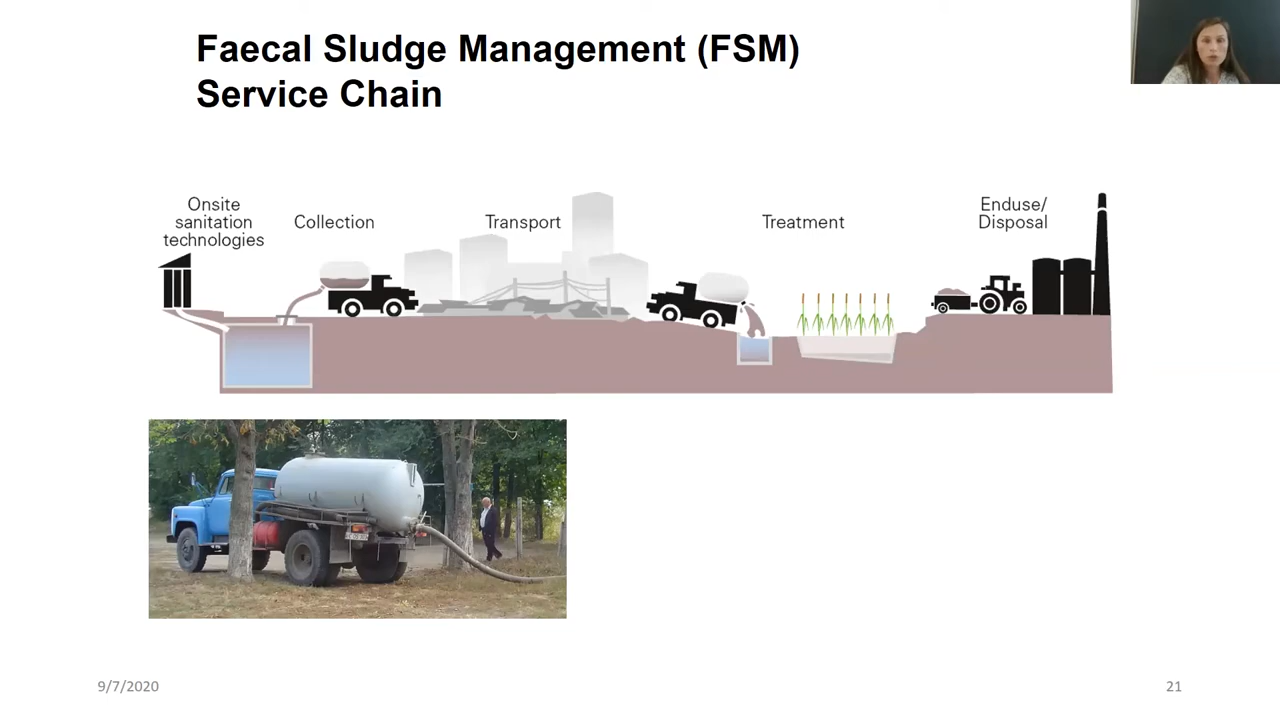 Faecal Sludge Management (FSM)
Service Chain
Onsite
sanitation
technologies
Collection
Transport
Treatment
Enduse/
Disposal
9/7/2020
21